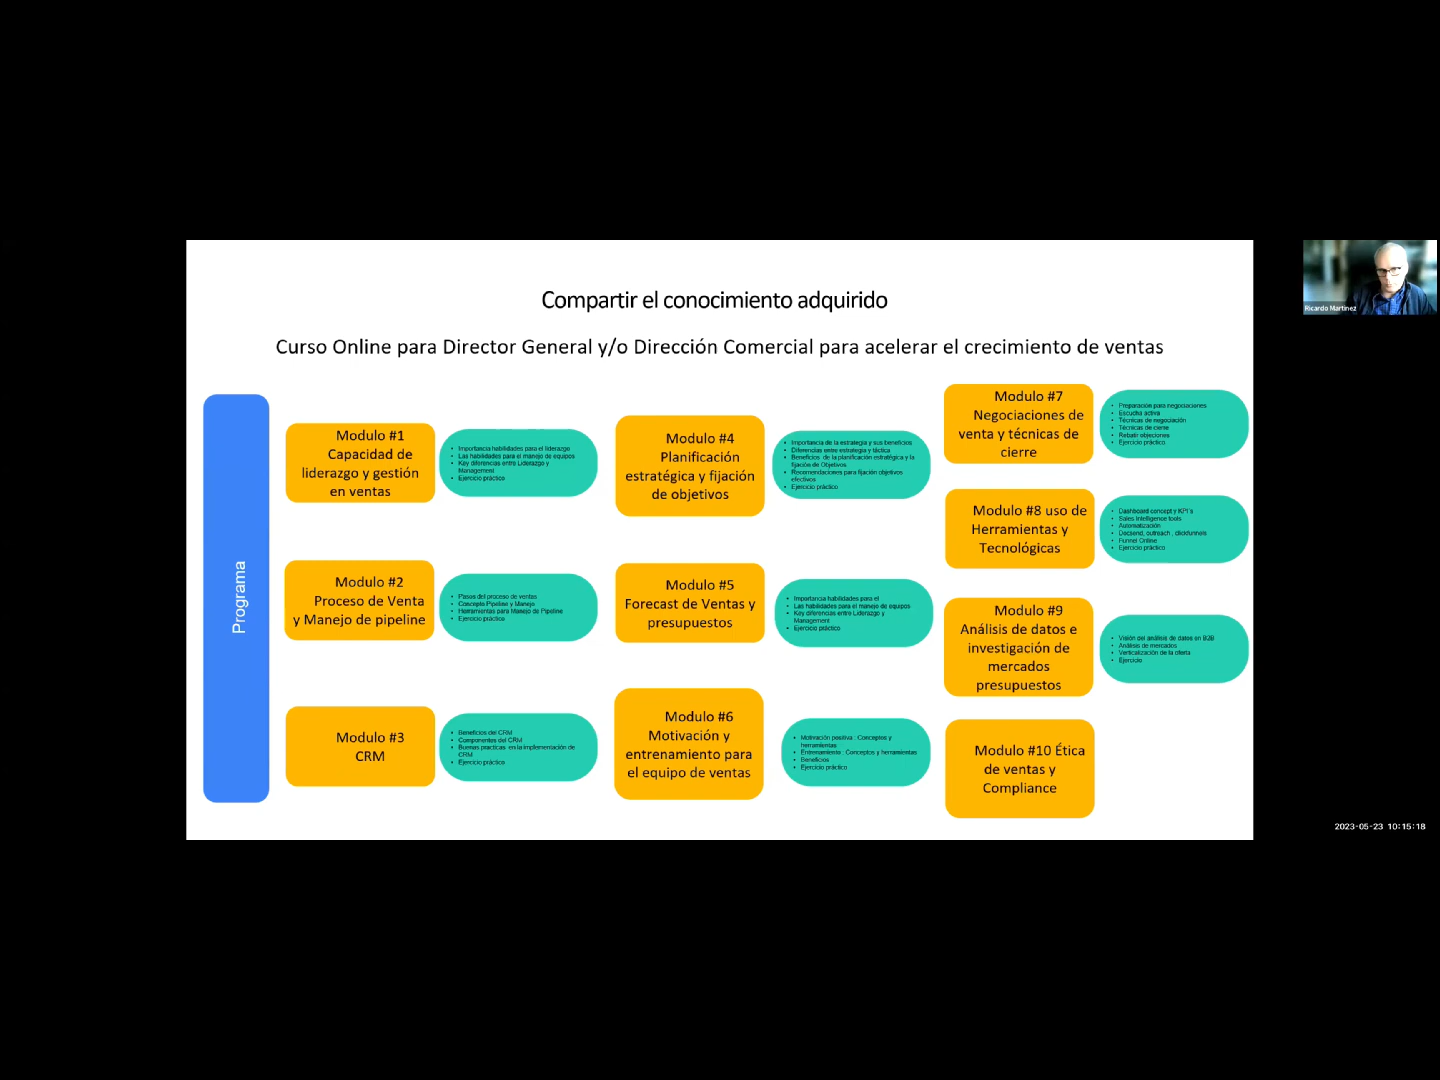 Compartir el conocimiento adquirido
Curso Online para Director General y/o Dirección Comercial para acelerar el crecimiento de ventas
Programa
Modulo #1
Capacidad de
liderazgo y gestión
en ventas
Importancia habilidades para el liderazgo
Las habilidades para el manejo de equipos
Key diferencias entre Liderazgo y
Management
Ejercicio práctico
Modulo #2
Proceso de Venta
y Manejo de pipeline
Pasos del proceso de ventas
Concepto Pipeline y Manejo
Herramientas para Manejo de Pipeline
Ejercicio práctico
Modulo #3
CRM
Beneficios del CRM
Componentes del CRM
Buenas practicas en la implementación de
CRM
Ejercicio práctico
Modulo #4
Planificación
estratégica y fijación
de objetivos
Importancia de la estrategia y sus beneficios
Diferencias entre estrategia y táctica
Beneficios de la planificación estratégica y la
fijación de Objetivos
Recomendaciones para fijación objetivos
efectivos
Ejercicio práctico
Modulo #5
Forecast de Ventas y
presupuestos
Importancia habilidades para el
Las habilidades para el manejo de equipos
Key diferencias entre Liderazgo y
Management
Ejercicio práctico
Modulo #6
Motivación y
entrenamiento para
el equipo de ventas
Motivación positiva : Conceptos y
herramientas
Entrenamiento : Conceptos y herramientas
Beneficios
Ejercicio práctico
Modulo #7
Negociaciones de
venta y técnicas de
cierre
Preparación para negociaciones
Escucha activa
Técnicas de negociación
Técnicas de cierre
Rebatir objeciones
Ejercicio práctico
Modulo #8 uso de
Herramientas y
Tecnológicas
Dashboard concept y KPI's
Sales Intelligence tools
Automatización
Docsend, outreach , clickfunnels
Funnel Online
Ejercicio práctico
Modulo #9
Análisis de datos e
investigación de
mercados
presupuestos
Visión del análisis de datos en B2B
Análisis de mercados
Verticalización de la oferta
Ejercicio
Modulo #10 Ética
de ventas y
Compliance
Ricardo Martinez
2023-05-23 10:15:18